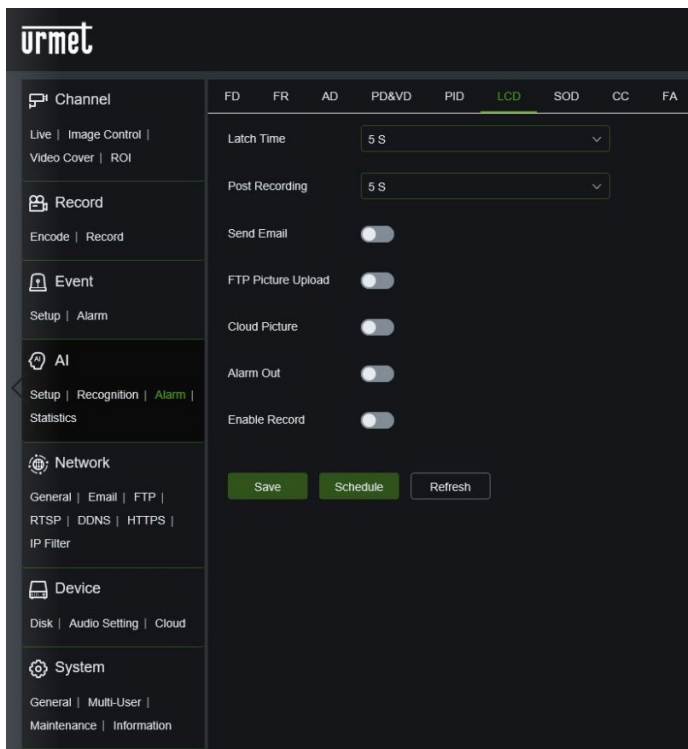 urmet
Channel
Live | Image Control |
Video Cover | ROI
Record
Encode | Record
Event
Setup | Alarm
AI
AI
Setup | Recognition | Alarm |
Statistics
Network
General | Email | FTP |
RTSP | DDNS | HTTPS |
IP Filter
Device
Disk | Audio Setting | Cloud
System
General | Multi-User |
Maintenance | Information
FD FR AD PD&VD PID LCD SOD CC FA
Latch Time 5 S
Post Recording 5 S
Send Email
FTP Picture Upload
Cloud Picture
Alarm Out
Enable Record
Save Schedule Refresh